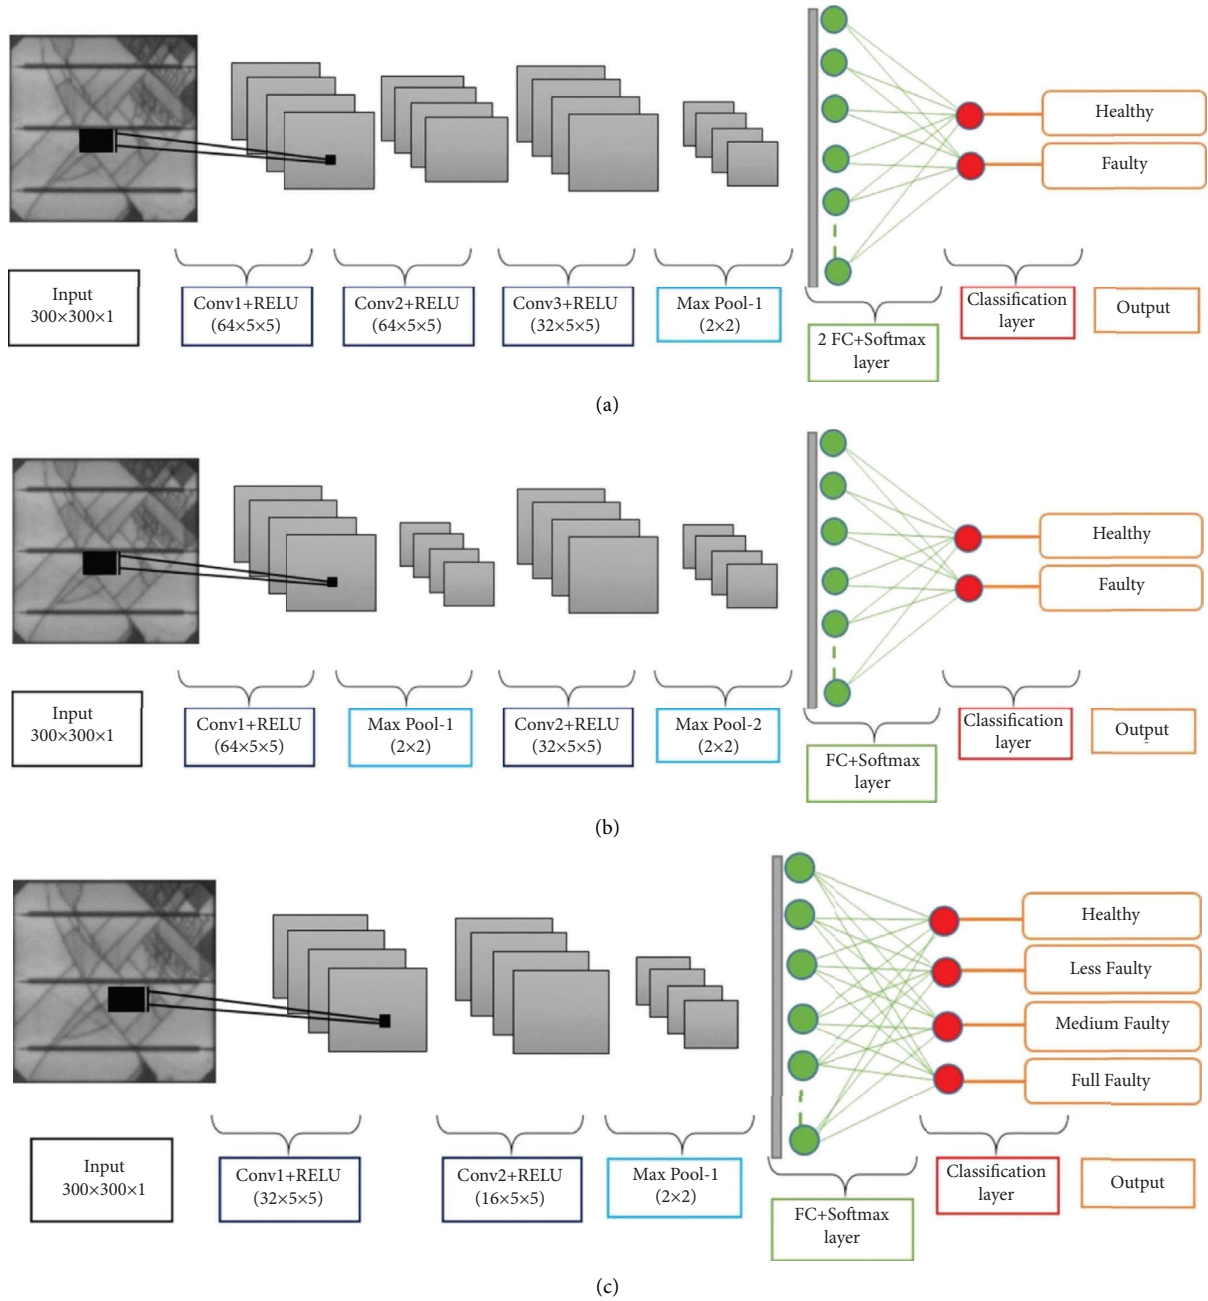 Healthy
Faulty
Input
300×300×1
Conv1+RELU
(64×5×5)
Conv2+RELU
(64×5×5)
Conv3+RELU
(32×5×5)
Max Pool-1
(2×2)
2 FC+Softmax
layer
Classification
layer
Output
(a)
Healthy
Faulty
Input
300×300×1
Conv1+RELU
(64×5×5)
Max Pool-1
(2×2)
Conv2+RELU
(32×5×5)
Max Pool-2
(2×2)
FC+Softmax
layer
Classification
layer
Output
(b)
Healthy
Less Faulty
Medium Faulty
Full Faulty
Input
300×300×1
Conv1+RELU
(32×5×5)
Conv2+RELU
(16×5×5)
Max Pool-1
(2×2)
FC+Softmax
layer
Classification
layer
Output
(c)